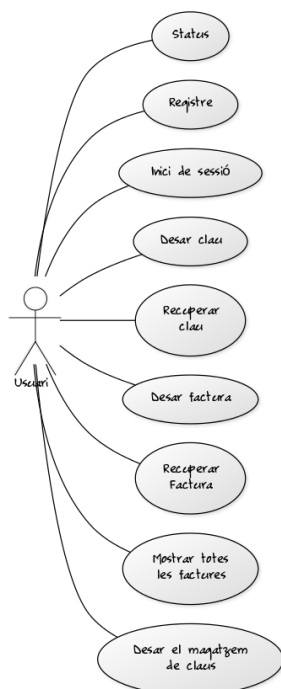 Status
Registre
Inici de sessió
Desar clau
Recuperar
clau
Usuari
Desar factura
Recuperar
Factura
Mostrar totes
les factures
Desar el magatzem
de claus